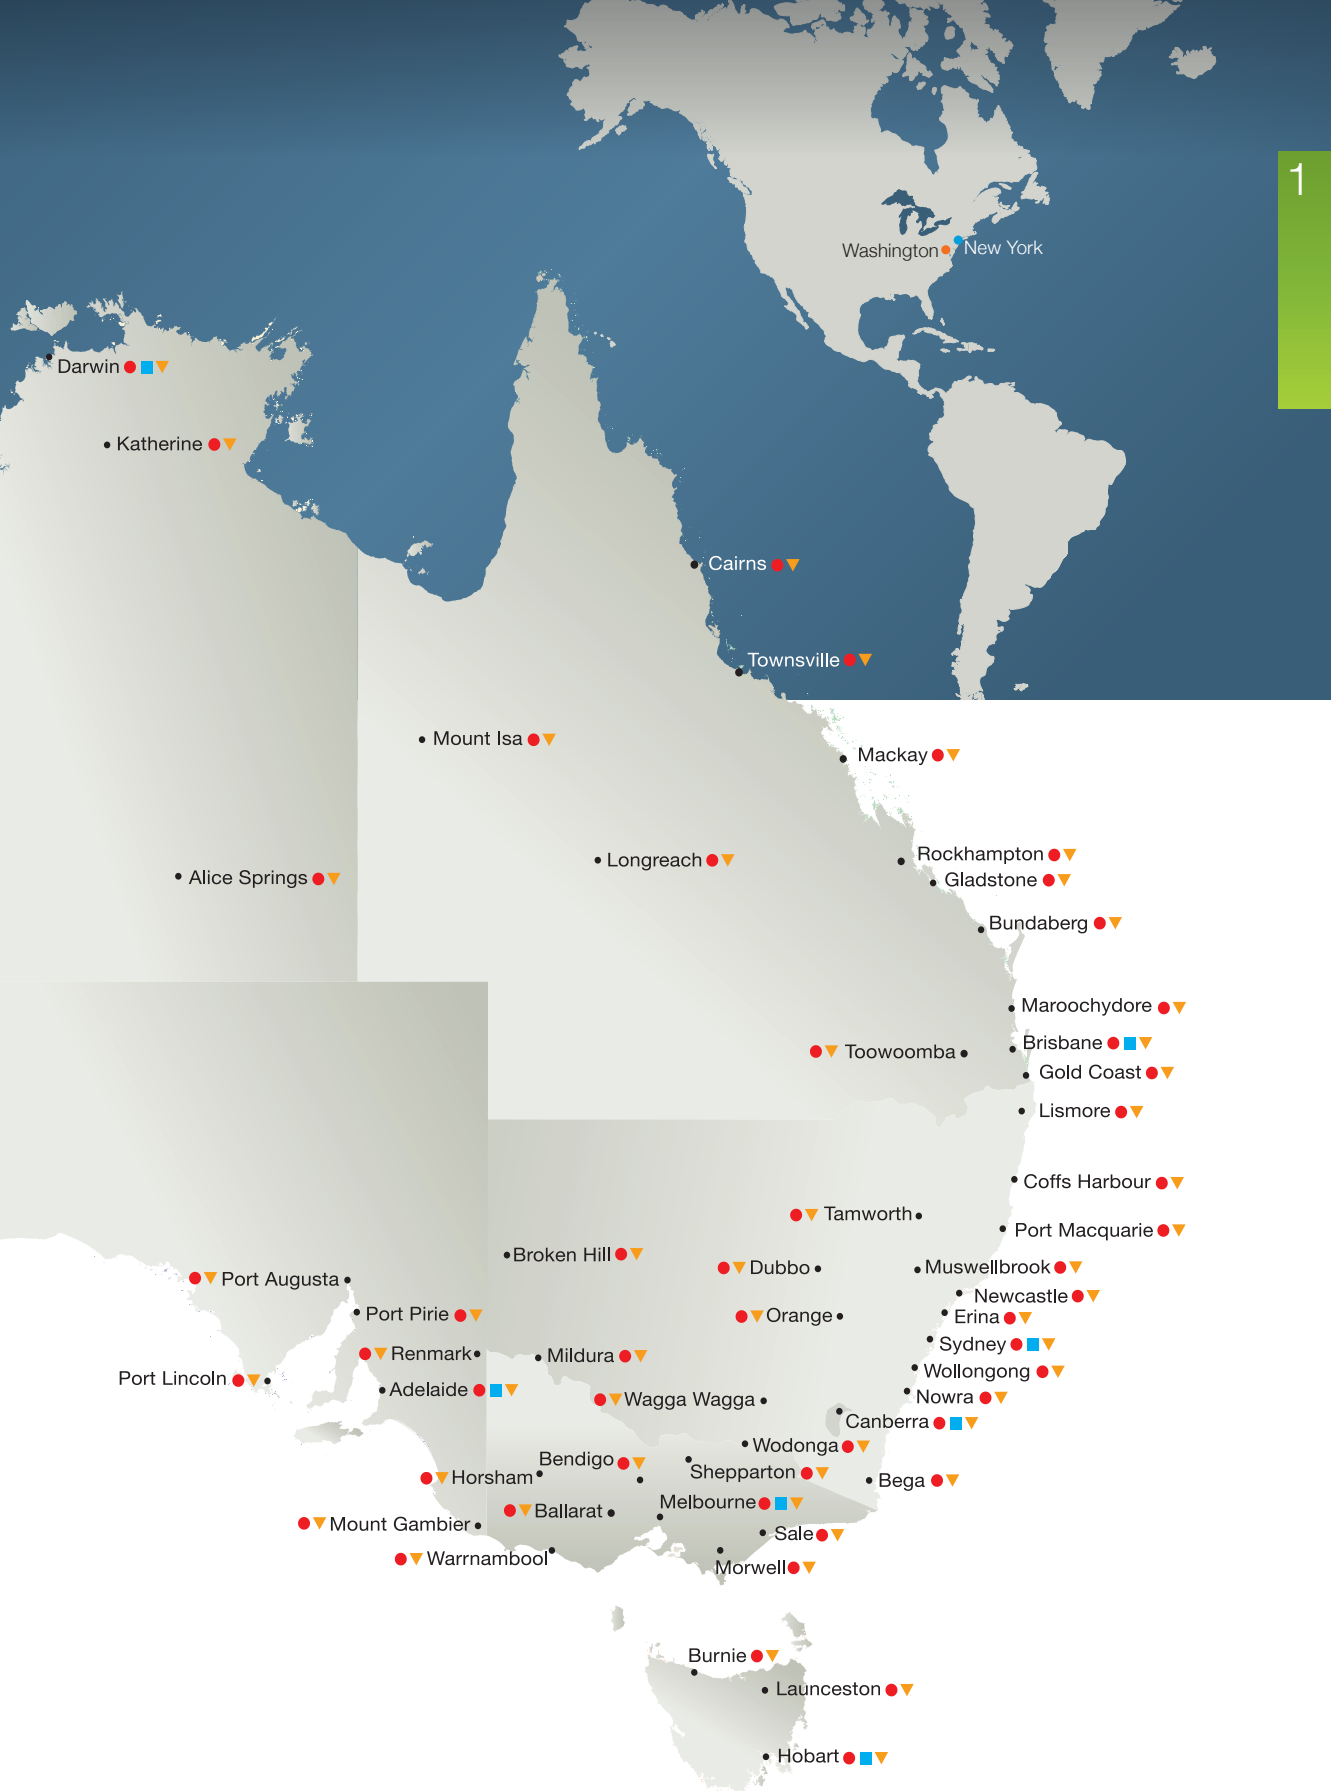 1
Washington
New York
Darwin
Katherine
Cairns
Townsville
Mount Isa
Mackay
Longreach
Rockhampton
Alice Springs
Gladstone
Bundaberg
Maroochydore
Brisbane
Toowoomba
Gold Coast
Lismore
Coffs Harbour
Tamworth
Port Macquarie
Broken Hill
Dubbo
Muswellbrook
Port Augusta
Newcastle
Port Pirie
Orange
Erina
Sydney
Renmark
Mildura
Wollongong
Port Lincoln
Adelaide
Wagga Wagga
Nowra
Canberra
Wodonga
Bendigo
Shepparton
Horsham
Bega
Melbourne
Ballarat
Mount Gambier
Sale
Warrnambool
Morwell
Burnie
Launceston
Hobart